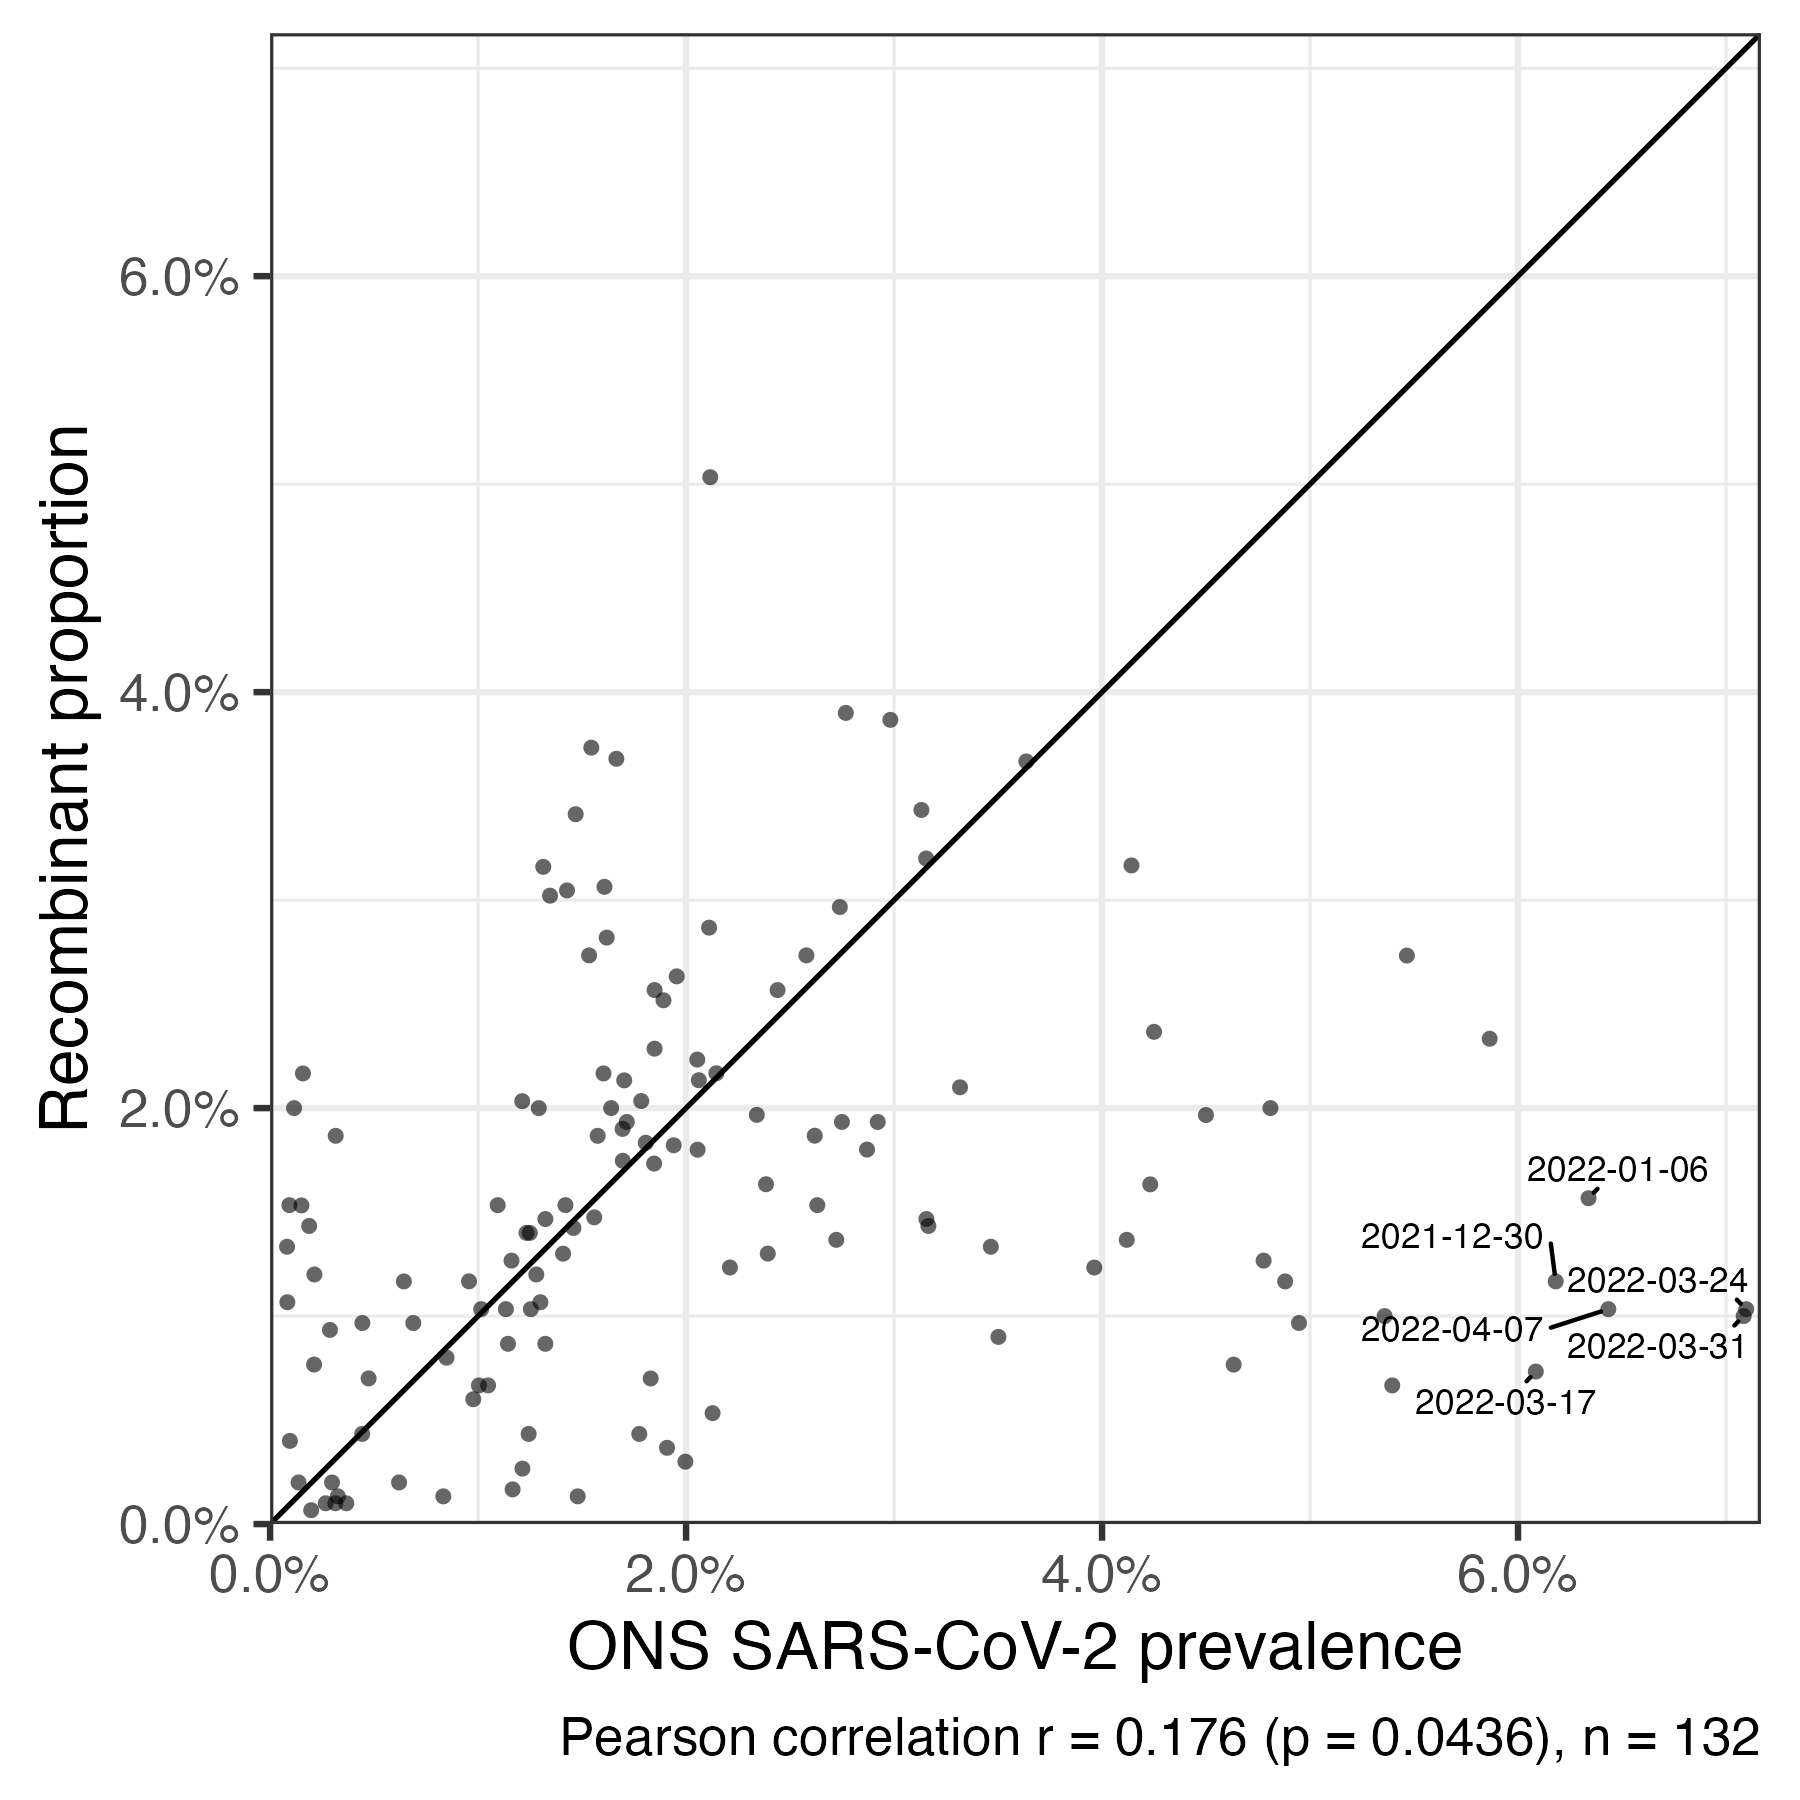 6.0%
4.0%
2.0%
0.0%
Recombinant proportion
2022-01-06
2021-12-30
2022-03-24
2022-04-07
2022-03-31
2022-03-17
0.0% 2.0% 4.0% 6.0%
ONS SARS-CoV-2 prevalence
Pearson correlation r = 0.176 (p = 0.0436), n = 132